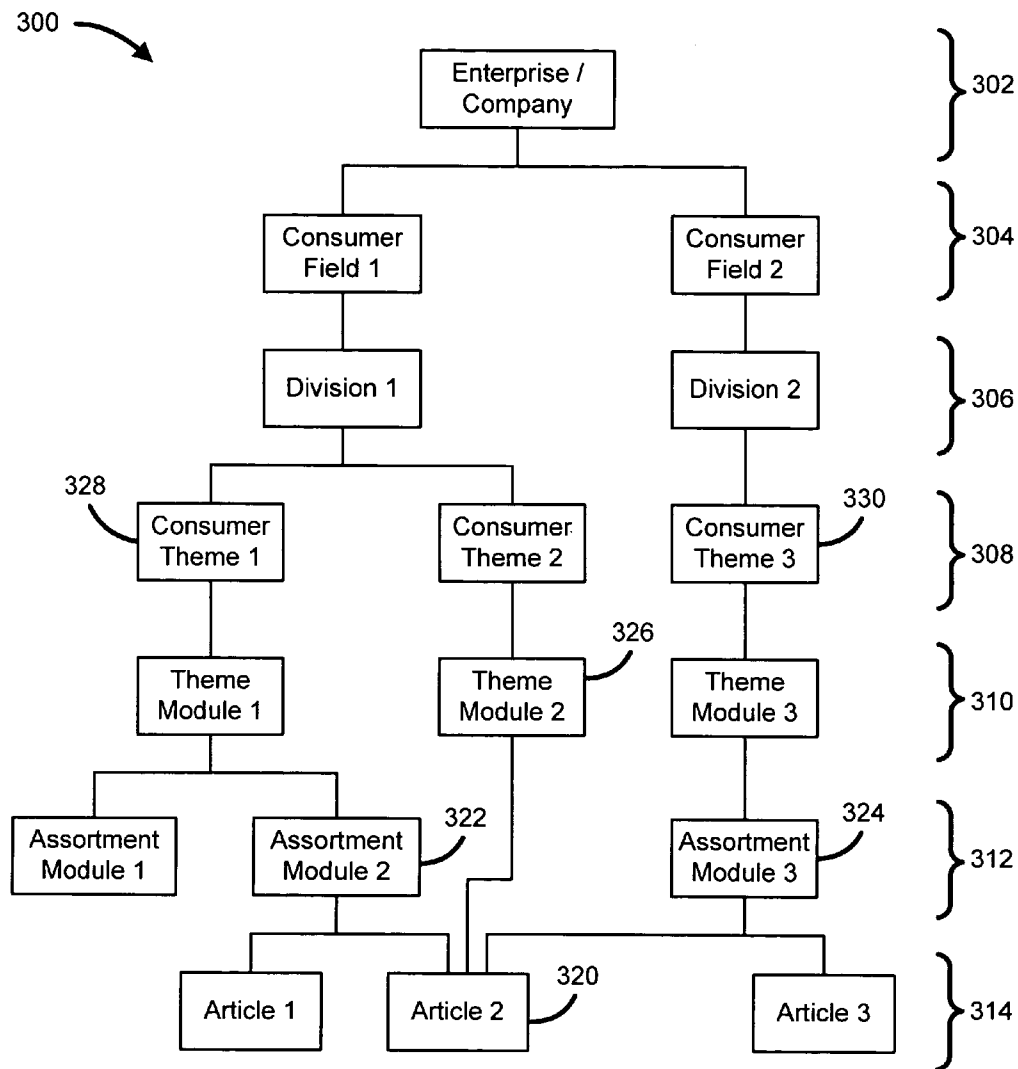 300
Enterprise /
Company
302
Consumer
Field 1
Consumer
Field 2
304
Division 1
Division 2
306
328
Consumer
Theme 1
Consumer
Theme 2
Consumer
Theme 3
330
308
Theme
Module 1
Theme
Module 2
326
Theme
Module 3
310
Assortment
Module 1
Assortment
Module 2
322
Assortment
Module 3
324
312
Article 1
Article 2
320
Article 3
314